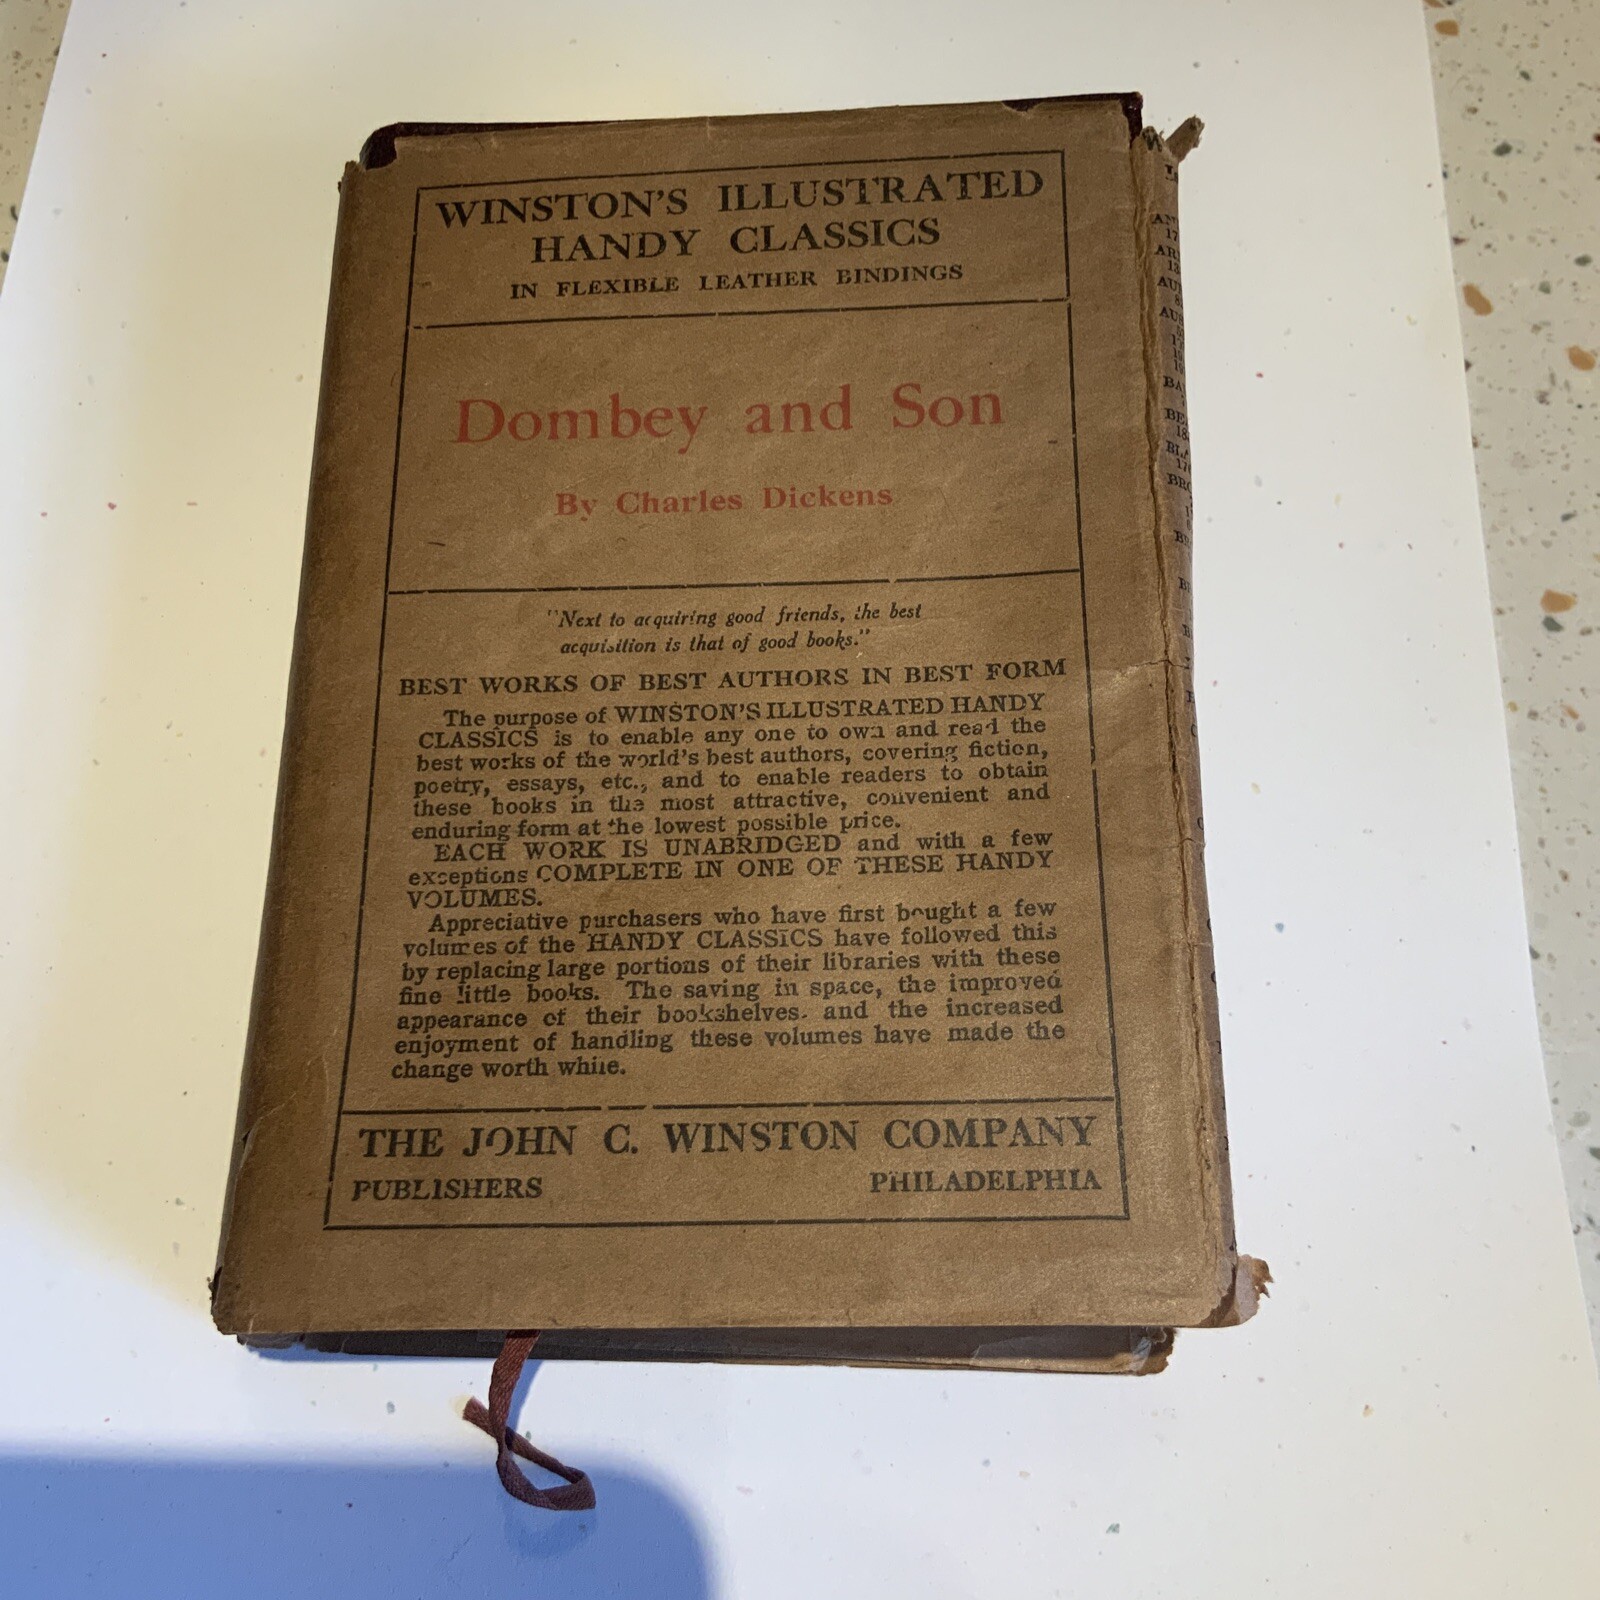 WINSTON'S ILLUSTRATED
HANDY CLASSICS
IN FLEXIBLE LEATHER BINDINGS
Dombey and Son
By Charles Dickens
"Next to acquiring good friends, the best
acquisition is that of good books."
BEST WORKS OF BEST AUTHORS IN BEST FORM
The purpose of WINSTON'S ILLUSTRATED HANDY
CLASSICS is to enable any one to own and read the
best works of the world's best authors, covering fiction,
poetry, essays, etc., and to enable readers to obtain
these books in the most attractive, convenient and
enduring form at the lowest possible price.
EACH WORK IS UNABRIDGED and with a few
exceptions COMPLETE IN ONE OF THESE HANDY
VOLUMES.
Appreciative purchasers who have first bought a few
volumes of the HANDY CLASSICS have followed this
by replacing large portions of their libraries with these
fine little books. The saving in space, the improved
appearance of their bookshelves, and the increased
enjoyment of handling these volumes have made the
change worth while.
THE JOHN C. WINSTON COMPANY
PUBLISHERS PHILADELPHIA